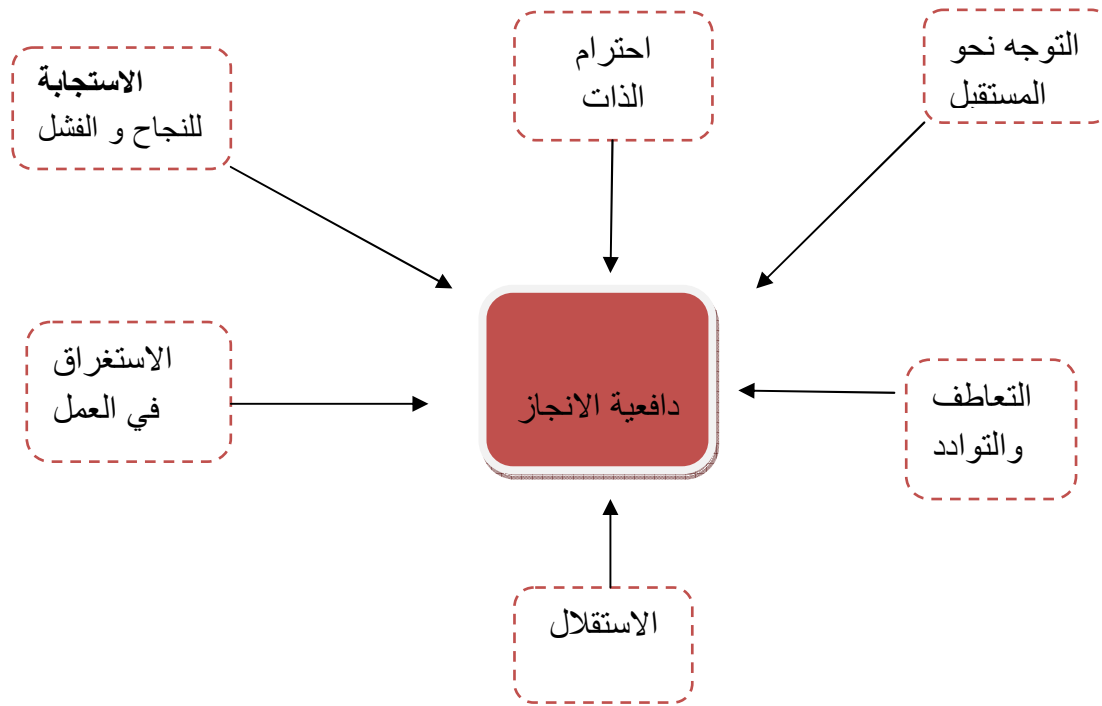 التوجه نحو
المستقبل
احترام
الذات
الاستجابة
للنجاح و الفشل
التعاطف
والتوادد
دافعية الانجاز
الاستغراق
في العمل
الاستقلال